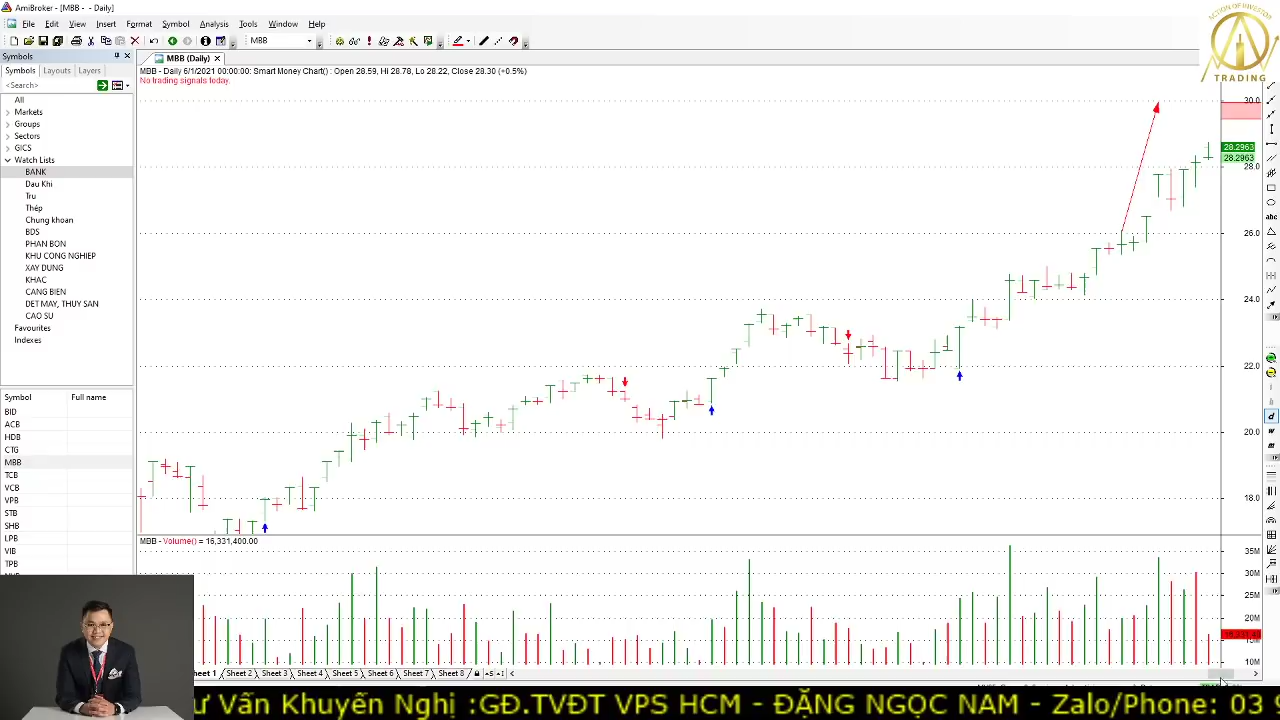 AmiBroker - [MBB - - Daily]
File Edit View Insert Format Symbol Analysis Tools Window Help
MBB
Symbols
Symbols Layouts Layers
<Search>
All
Markets
Groups
Sectors
GICS
Watch Lists
BANK
Dau Khi
Tru
Thép
Chung khoan
BDS
PHAN BON
KHU CONG NGHIEP
XAY DUNG
KHAC
CANG BIEN
DET MAY, THUY SAN
CAO SU
Favourites
Indexes
Symbol Full name
BID
ACB
HDB
CTG
MBB
TCB
VCB
VPB
STB
SHB
LPB
VIB
TPB
MBB (Daily)
MBB - Daily 6/1/2021 00:00:00: Smart Money Chart() : Open 28.59, Hi 28.78, Lo 28.22, Close 28.30 (+0.5%)
No trading signals today.
ACTION OF INVESTOR
TRADING
30.0
28.2963
28.2963
28.0
26.0
24.0
22.0
20.0
18.0
abc
d
w
m
MBB - Volume() = 16,331,400.00
35M
30M
25M
20M
15M
10M
Sheet 2 Sheet 3 Sheet 4 Sheet 5 Sheet 6 Sheet 7 Sheet 8
Vấn Khuyến Nghị :GĐ.TVĐT VPS HCM - ĐẶNG NGỌC NAM - Zalo/Phone: 03 9